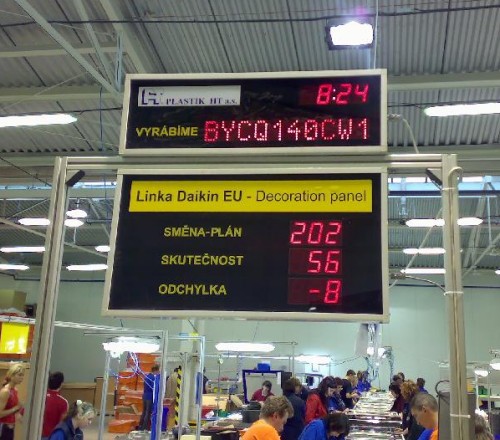 PLASTIK HT a.s. 8:24
VYRÁBÍME BYCQ140CW1
Linka Daikin EU - Decoration panel
SMĚNA-PLÁN 202
SKUTEČNOST 56
ODCHYLKA -8